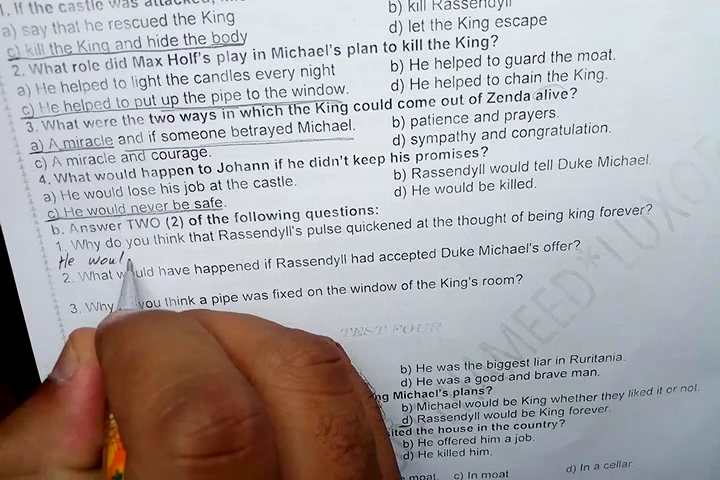 1. If the castle was attacked,
a) say that he rescued the King
b) kill Rassendyll
c) kill the King and hide the body
d) let the King escape
2. What role did Max Holf's play in Michael's plan to kill the King?
a) He helped to light the candles every night
b) He helped to guard the moat.
c) He helped to put up the pipe to the window.
d) He helped to chain the King.
3. What were the two ways in which the King could come out of Zenda alive?
a) A miracle and if someone betrayed Michael.
b) patience and prayers.
c) A miracle and courage.
d) sympathy and congratulation.
4. What would happen to Johann if he didn't keep his promises?
a) He would lose his job at the castle.
b) Rassendyll would tell Duke Michael.
c) He would never be safe.
d) He would be killed.
b. Answer TWO (2) of the following questions:
1. Why do you think that Rassendyll's pulse quickened at the thought of being king forever?
He woul
2. What would have happened if Rassendyll had accepted Duke Michael's offer?
3. Why you think a pipe was fixed on the window of the King's room?
TEST FOUR
b) He was the biggest liar in Ruritania.
d) He was a good and brave man.
ng Michael's plans?
b) Michael would be King whether they liked it or not.
d) Rassendyll would be King forever.
ited the house in the country?
b) He offered him a job.
d) He killed him.
moat. c) In moat d) In a cellar